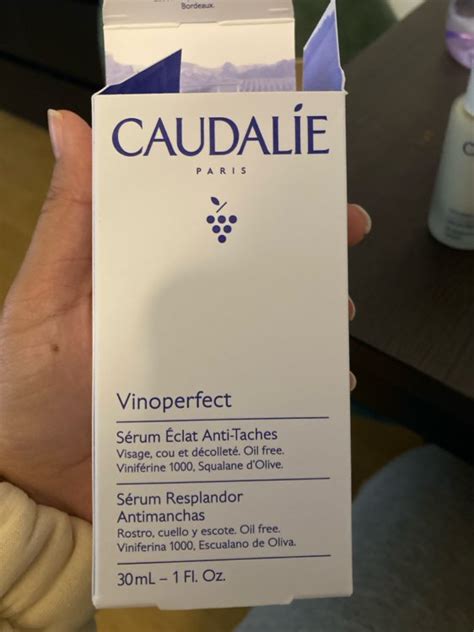 Bordeaux.
CAUDALÍE
PARIS
Vinoperfect
Sérum Éclat Anti-Taches
Visage, cou et décolleté. Oil free.
Viniférine 1000, Squalane d'Olive.
Sérum Resplandor
Antimanchas
Rostro, cuello y escote. Oil free.
Viniferina 1000, Escualano de Oliva.
30mL – 1 Fl. Oz.